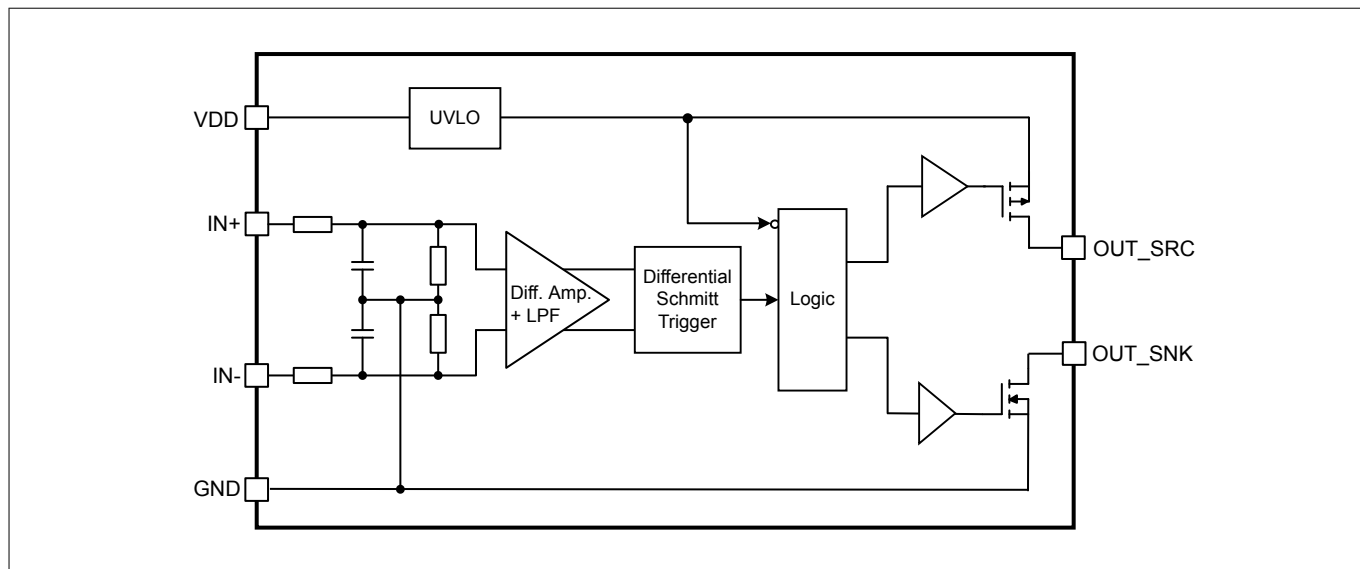 VDD
UVLO
IN+
OUT_SRC
Diff. Amp.
+ LPF
Differential
Schmitt
Trigger
Logic
OUT_SNK
IN-
GND